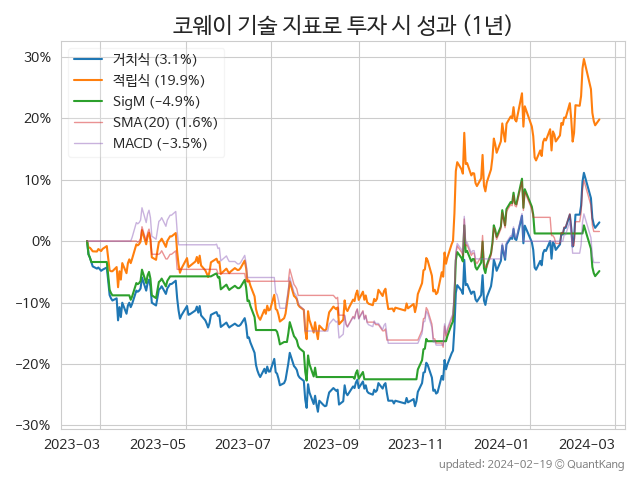 코웨이 기술 지표로 투자 시 성과 (1년)
거치식 (3.1%)
적립식 (19.9%)
SigM (−4.9%)
SMA(20) (1.6%)
MACD (−3.5%)
30%
20%
10%
0%
−10%
−20%
−30%
2023−03 2023−05 2023−07 2023−09 2023−11 2024−01 2024−03
updated: 2024−02−19 ⓒ QuantKang